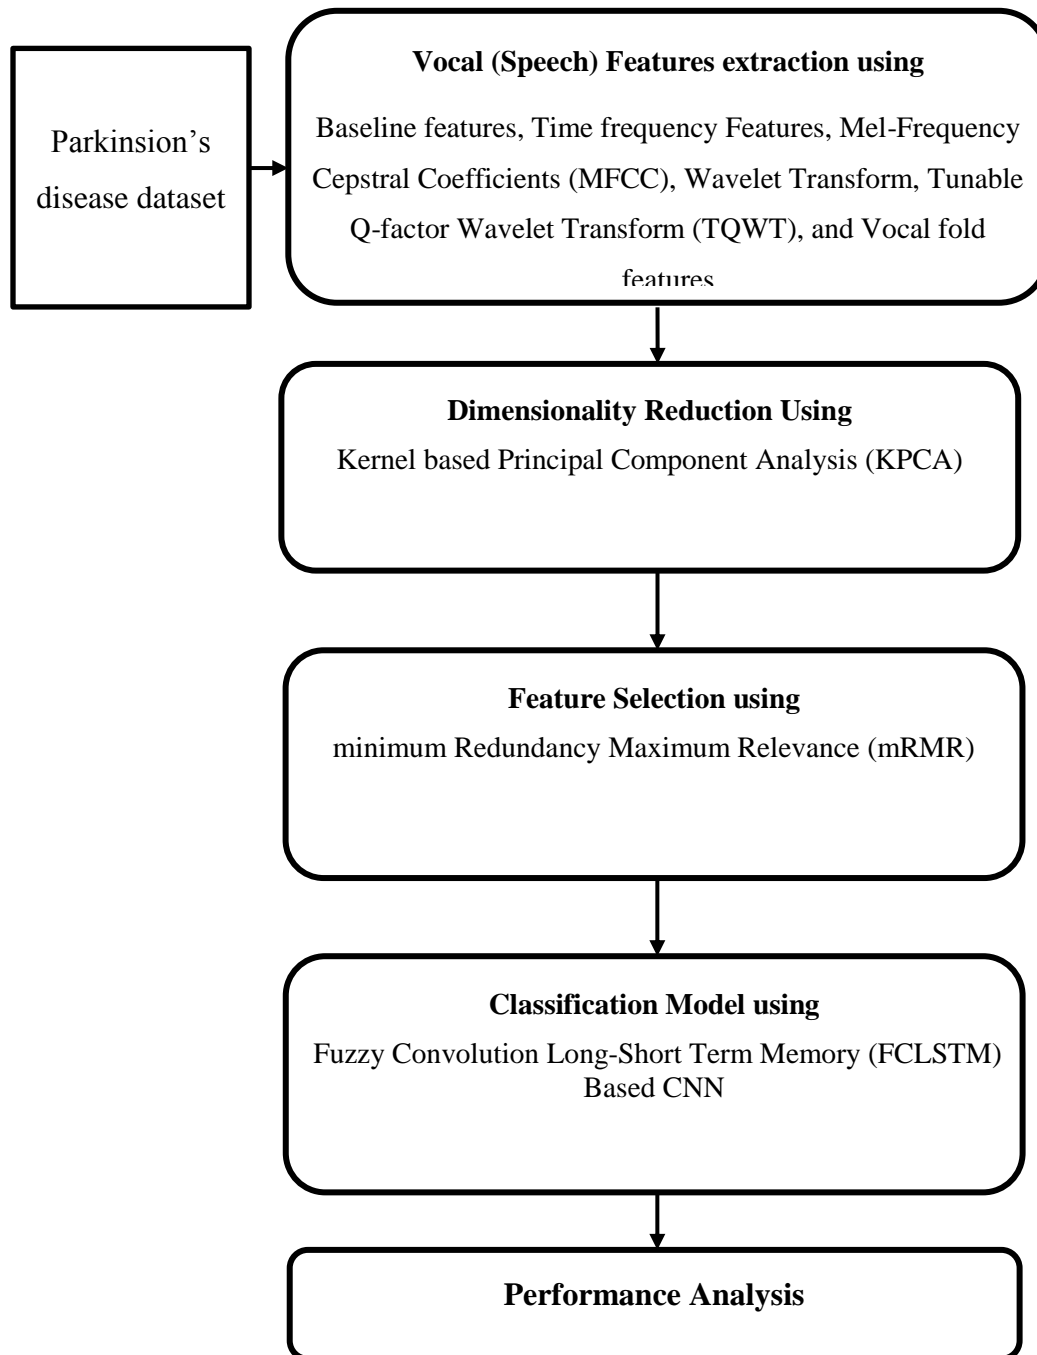 Vocal (Speech) Features extraction using
Parkinsion’s
disease dataset
Baseline features, Time frequency Features, Mel-Frequency
Cepstral Coefficients (MFCC), Wavelet Transform, Tunable
Q-factor Wavelet Transform (TQWT), and Vocal fold
features
Dimensionality Reduction Using
Kernel based Principal Component Analysis (KPCA)
Feature Selection using
minimum Redundancy Maximum Relevance (mRMR)
Classification Model using
Fuzzy Convolution Long-Short Term Memory (FCLSTM)
Based CNN
Performance Analysis